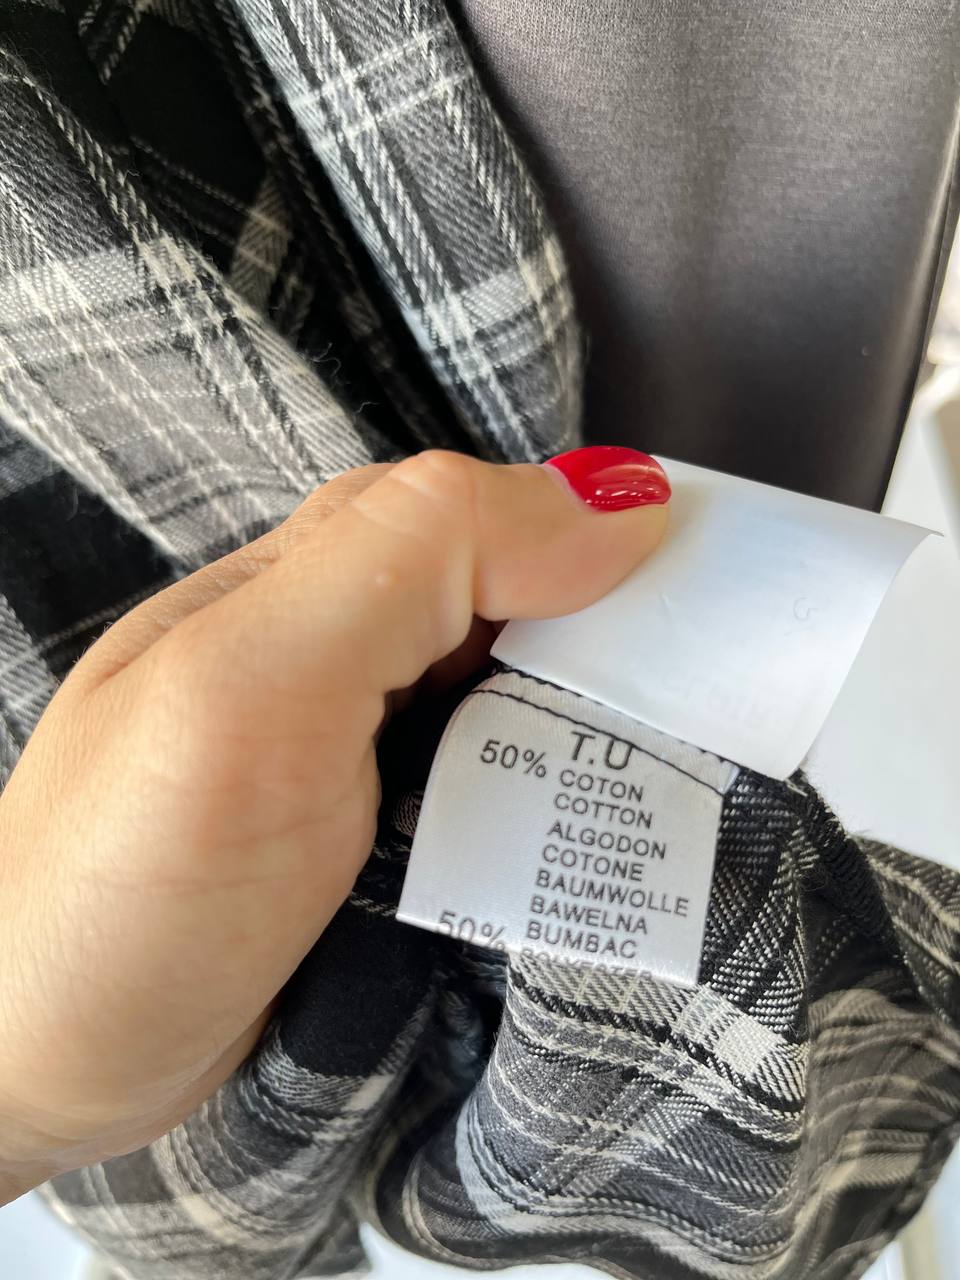 T.U
50% COTON
COTTON
ALGODON
COTONE
BAUMWOLLE
BAWELNA
BUMBAC
50%